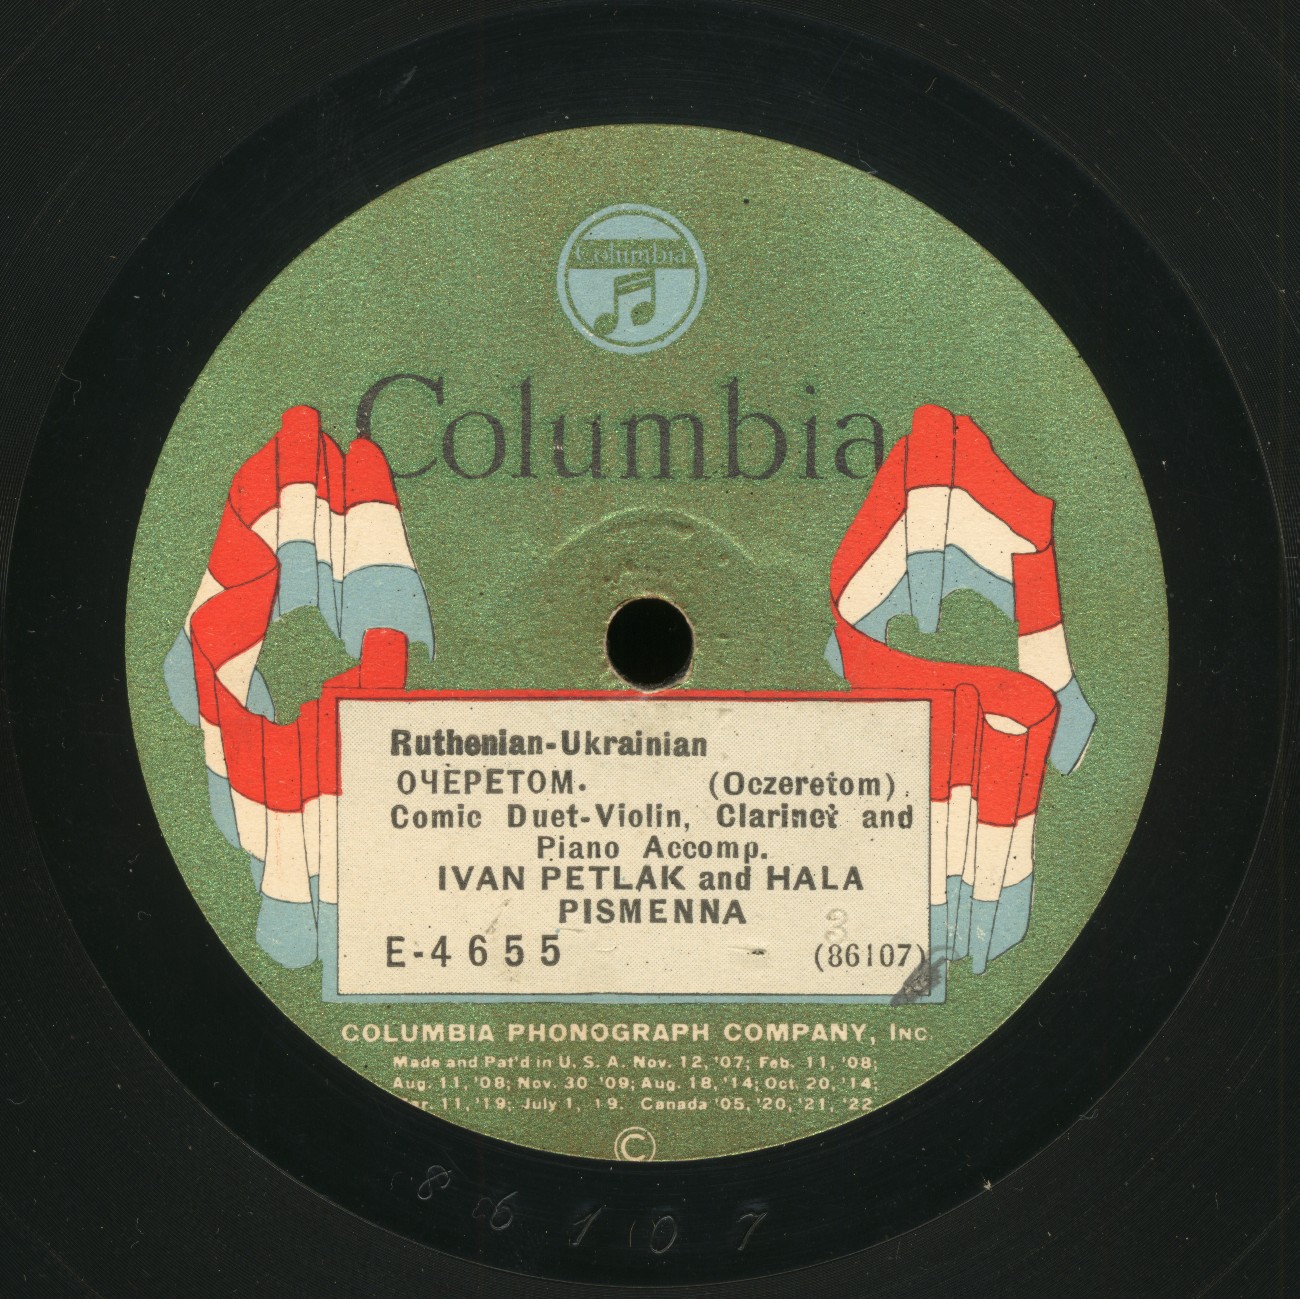 Columbia
Columbia
Ruthenian-Ukrainian
ОЧЕРЕТОМ. (Oczeretom)
Comic Duet-Violin, Clarinet and
Piano Accomp.
IVAN PETLAK and HALA
PISMENNA
3
E-4655 (86107)
COLUMBIA PHONOGRAPH COMPANY, INC.
Made and Pat'd in U. S. A. Nov. 12, '07; Feb. 11, '08;
Aug. 11, '08; Nov. 30 '09; Aug. 18, '14; Oct. 20, '14;
11, '19; July 1, 19. Canada '05, '20, '21, '22
©
86107